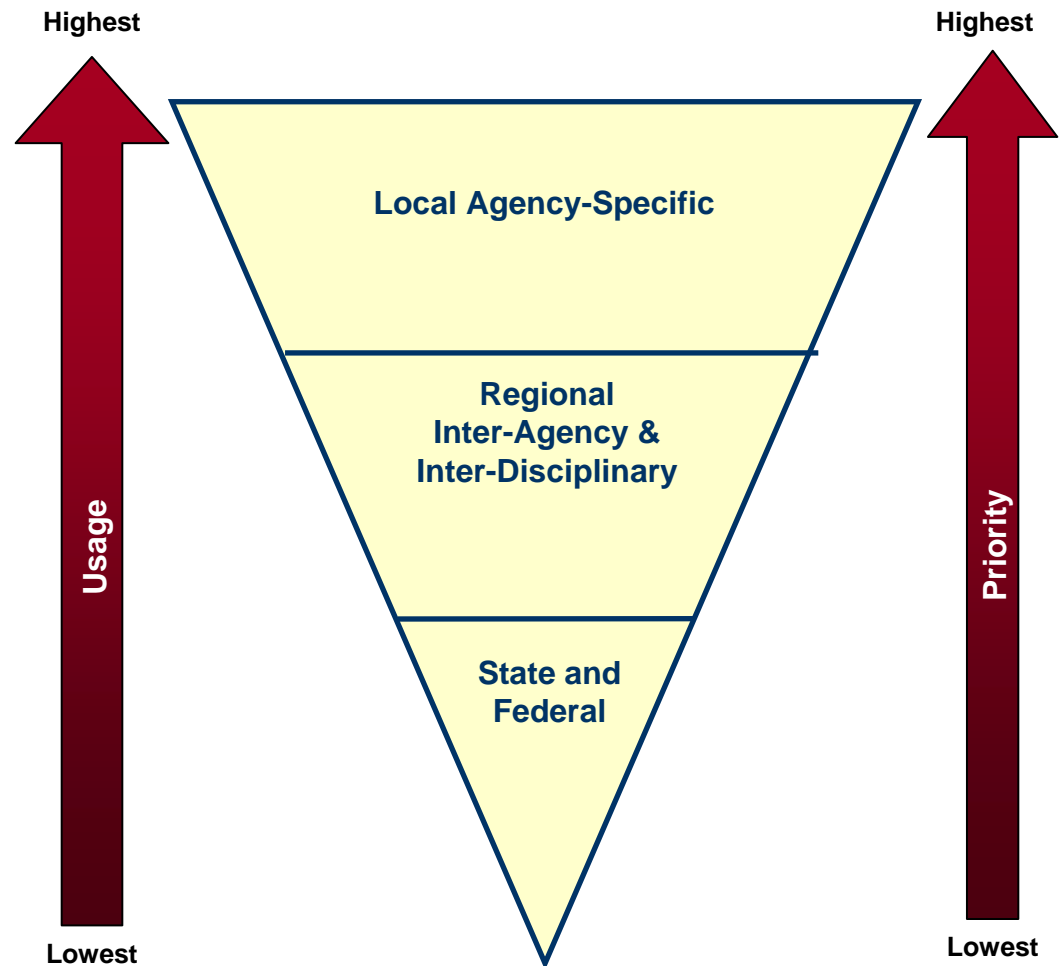 Highest
Highest
Local Agency-Specific
Regional
Inter-Agency &
Inter-Disciplinary
Usage
Priority
State and
Federal
Lowest
Lowest